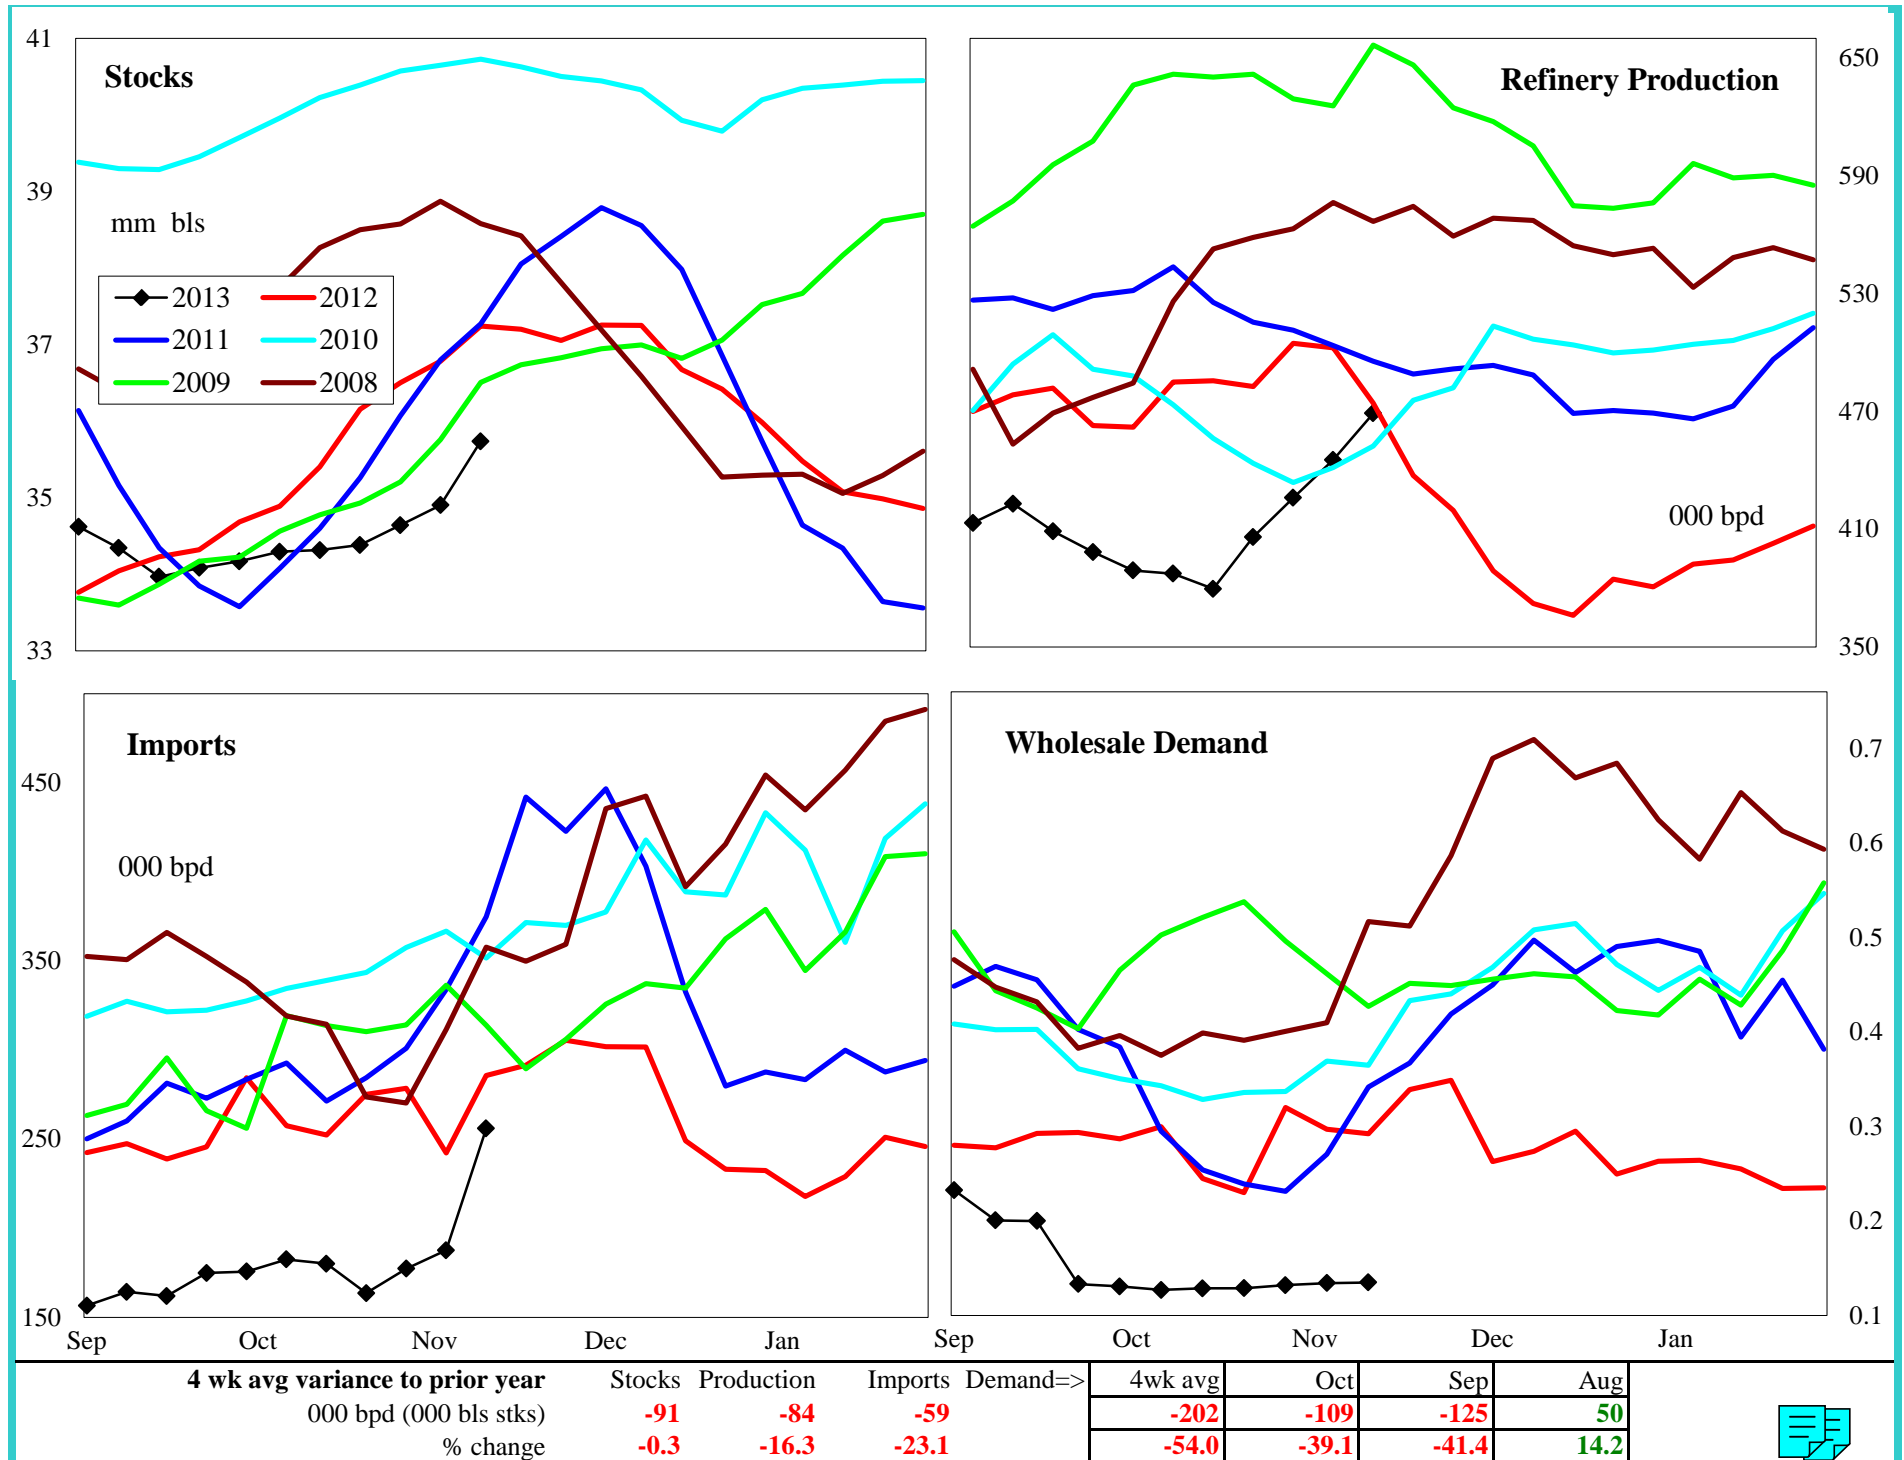 41
39
37
35
33
Stocks
mm bls
2013 2012
2011 2010
2009 2008
Refinery Production
000 bpd
650
590
530
470
410
350
Imports
000 bpd
450
350
250
150
Sep Oct Nov Dec Jan
Wholesale Demand
0.7
0.6
0.5
0.4
0.3
0.2
0.1
Sep Oct Nov Dec Jan
4 wk avg variance to prior year Stocks Production Imports Demand=> 4wk avg Oct Sep Aug
000 bpd (000 bls stks) -91 -84 -59 -202 -109 -125 50
% change -0.3 -16.3 -23.1 -54.0 -39.1 -41.4 14.2